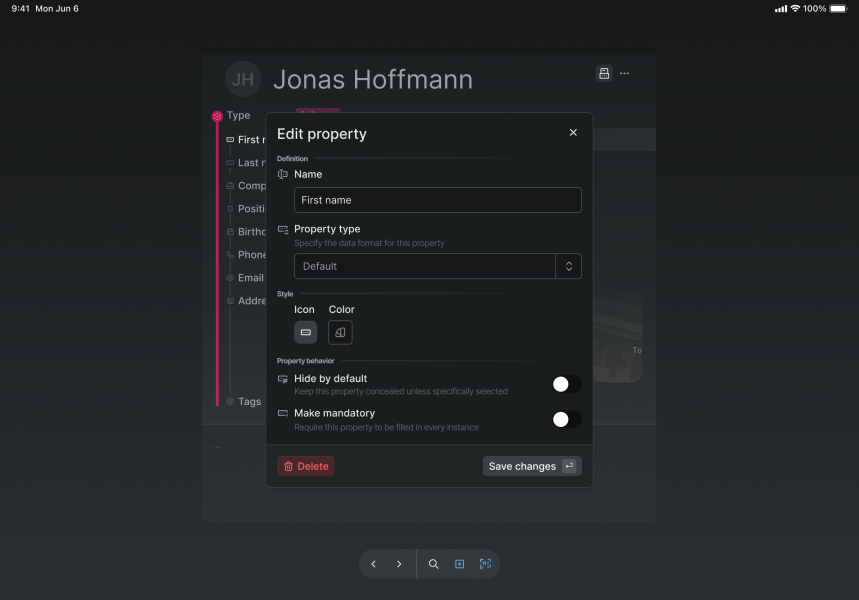 9:41 Mon Jun 6
100%
JH
Jonas Hoffmann
Type
First
Last
Comp
Positi
Birthd
Phone
Email
Addre
Tags
To
Edit property
Definition
Name
First name
Property type
Specify the data format for this property
Default
Style
Icon Color
Property behavior
Hide by default
Keep this property concealed unless specifically selected
Make mandatory
Require this property to be filled in every instance
Delete
Save changes